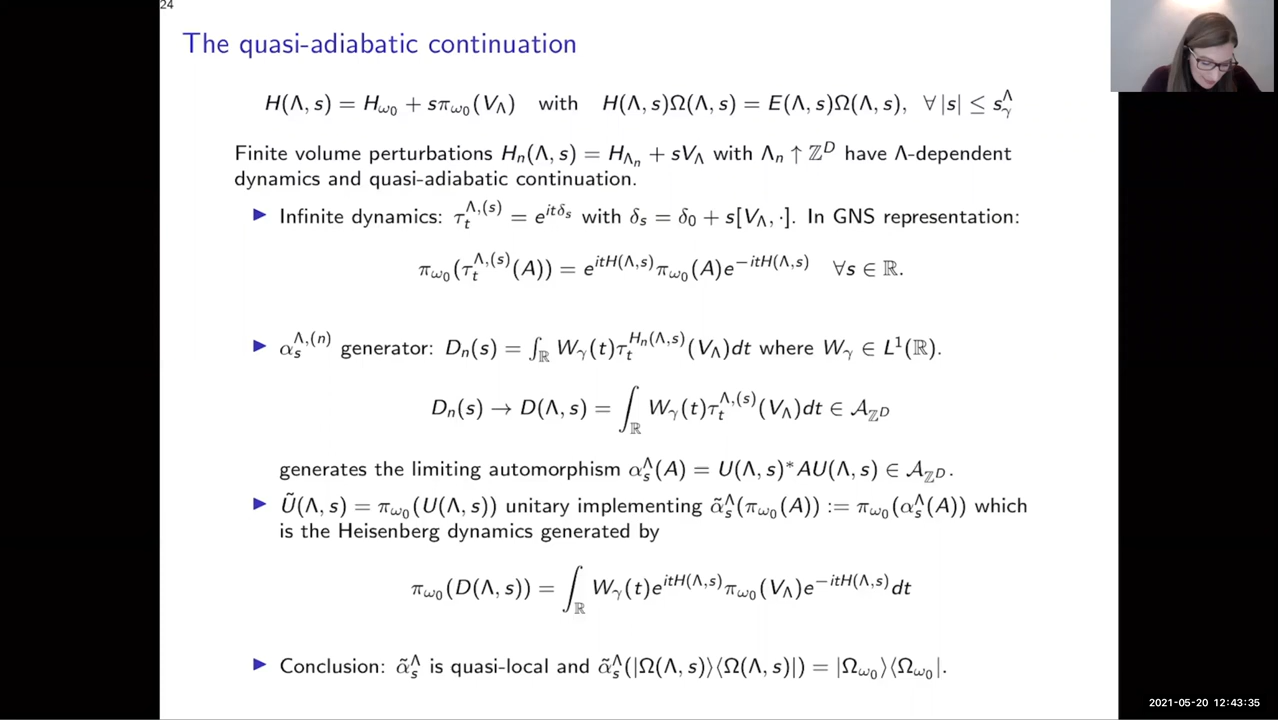 24
The quasi-adiabatic continuation
H(Λ, s) = H_{ω₀} + sπ_{ω₀}(V_Λ) with H(Λ, s)Ω(Λ, s) = E(Λ, s)Ω(Λ, s), ∀ |s| ≤ s_γ^Λ
Finite volume perturbations H_n(Λ, s) = H_{Λ_n} + sV_Λ with Λ_n ↑ ℤ^D have Λ-dependent
dynamics and quasi-adiabatic continuation.
▶ Infinite dynamics: τ_t^{Λ,(s)} = e^{itδ_s} with δ_s = δ_0 + s[V_Λ, ·]. In GNS representation:
π_{ω₀}(τ_t^{Λ,(s)}(A)) = e^{itH(Λ,s)}π_{ω₀}(A)e^{−itH(Λ,s)} ∀s ∈ ℝ.
▶ α_s^{Λ,(n)} generator: D_n(s) = ∫_ℝ W_γ(t)τ_t^{H_n(Λ,s)}(V_Λ)dt where W_γ ∈ L¹(ℝ).
D_n(s) → D(Λ, s) = ∫_ℝ W_γ(t)τ_t^{Λ,(s)}(V_Λ)dt ∈ 𝒜_{ℤ^D}
generates the limiting automorphism α_s^Λ(A) = U(Λ, s)*AU(Λ, s) ∈ 𝒜_{ℤ^D}.
▶ Ũ(Λ, s) = π_{ω₀}(U(Λ, s)) unitary implementing α̃_s^Λ(π_{ω₀}(A)) := π_{ω₀}(α_s^Λ(A)) which
is the Heisenberg dynamics generated by
π_{ω₀}(D(Λ, s)) = ∫_ℝ W_γ(t)e^{itH(Λ,s)}π_{ω₀}(V_Λ)e^{−itH(Λ,s)}dt
▶ Conclusion: α̃_s^Λ is quasi-local and α̃_s^Λ(|Ω(Λ, s)⟩⟨Ω(Λ, s)|) = |Ω_{ω₀}⟩⟨Ω_{ω₀}|.
2021-05-20 12:43:35